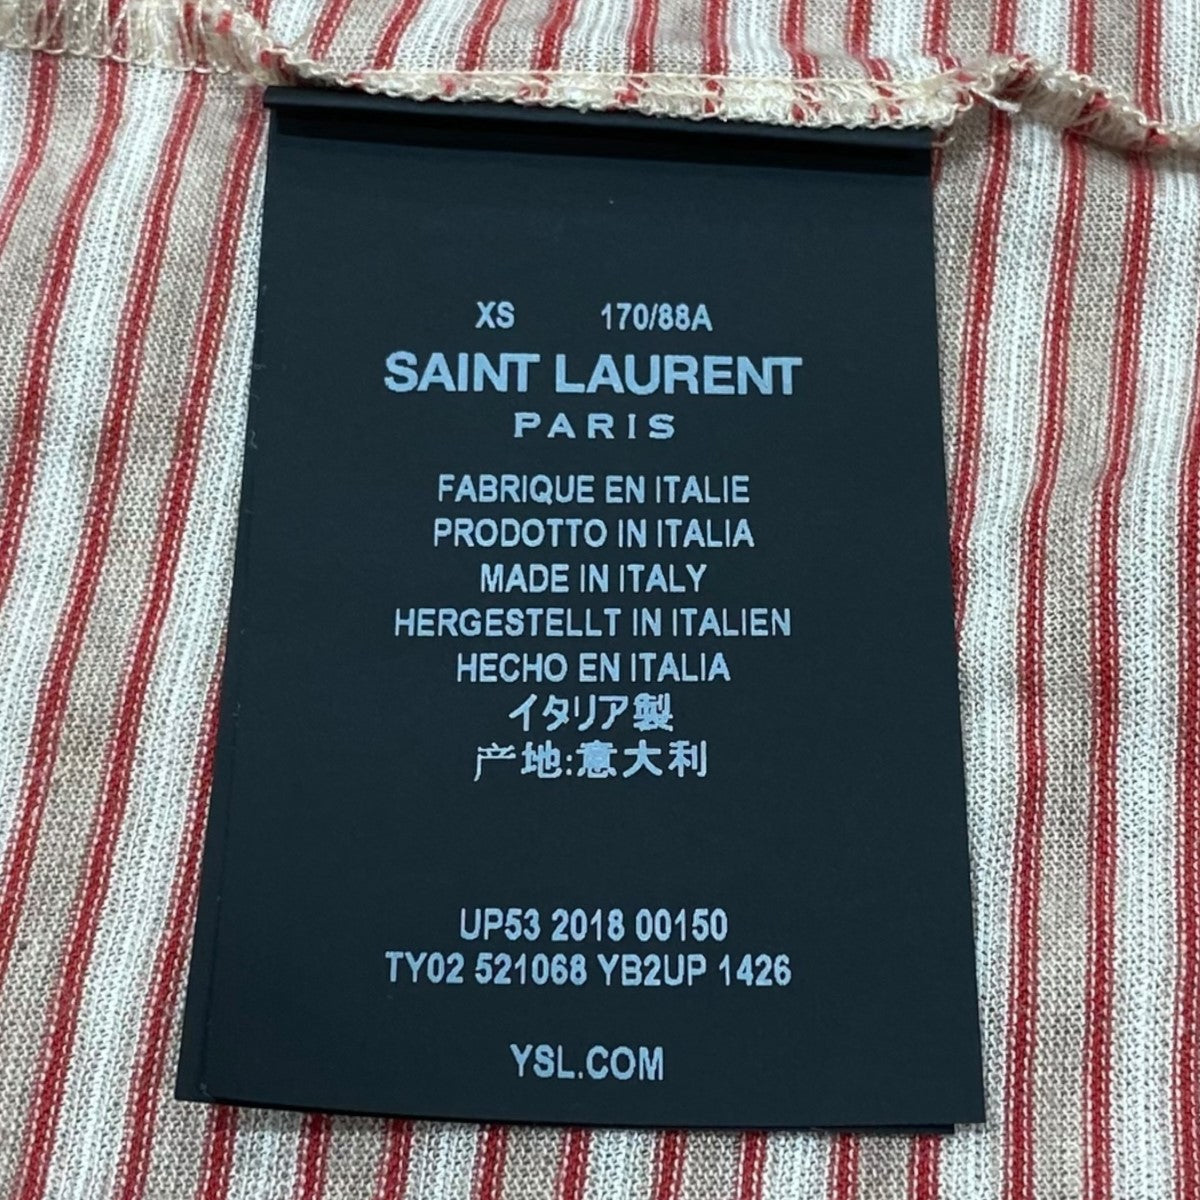 XS 170/88A
SAINT LAURENT
PARIS
FABRIQUE EN ITALIE
PRODOTTO IN ITALIA
MADE IN ITALY
HERGESTELLT IN ITALIEN
HECHO EN ITALIA
イタリア製
产地:意大利
UP53 2018 00150
TY02 521068 YB2UP 1426
YSL.COM